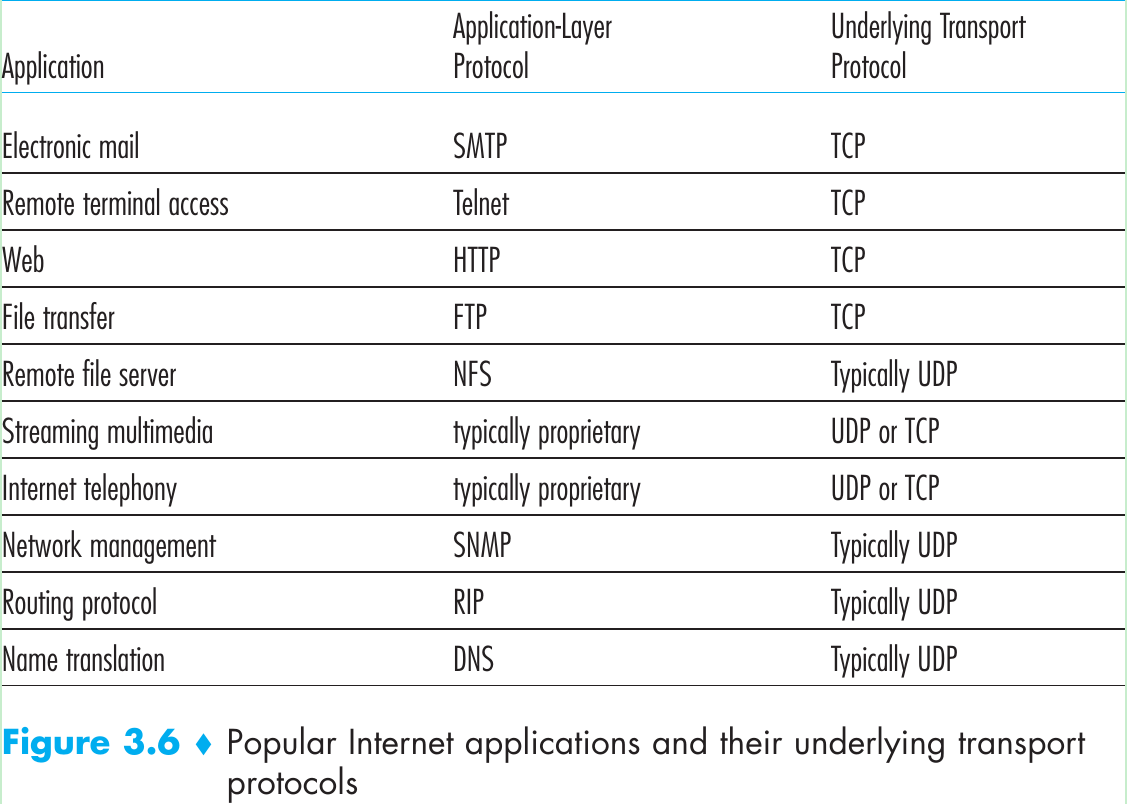 Application-Layer Underlying Transport
Application Protocol Protocol
Electronic mail SMTP TCP
Remote terminal access Telnet TCP
Web HTTP TCP
File transfer FTP TCP
Remote file server NFS Typically UDP
Streaming multimedia typically proprietary UDP or TCP
Internet telephony typically proprietary UDP or TCP
Network management SNMP Typically UDP
Routing protocol RIP Typically UDP
Name translation DNS Typically UDP
Figure 3.6 ♦ Popular Internet applications and their underlying transport
protocols